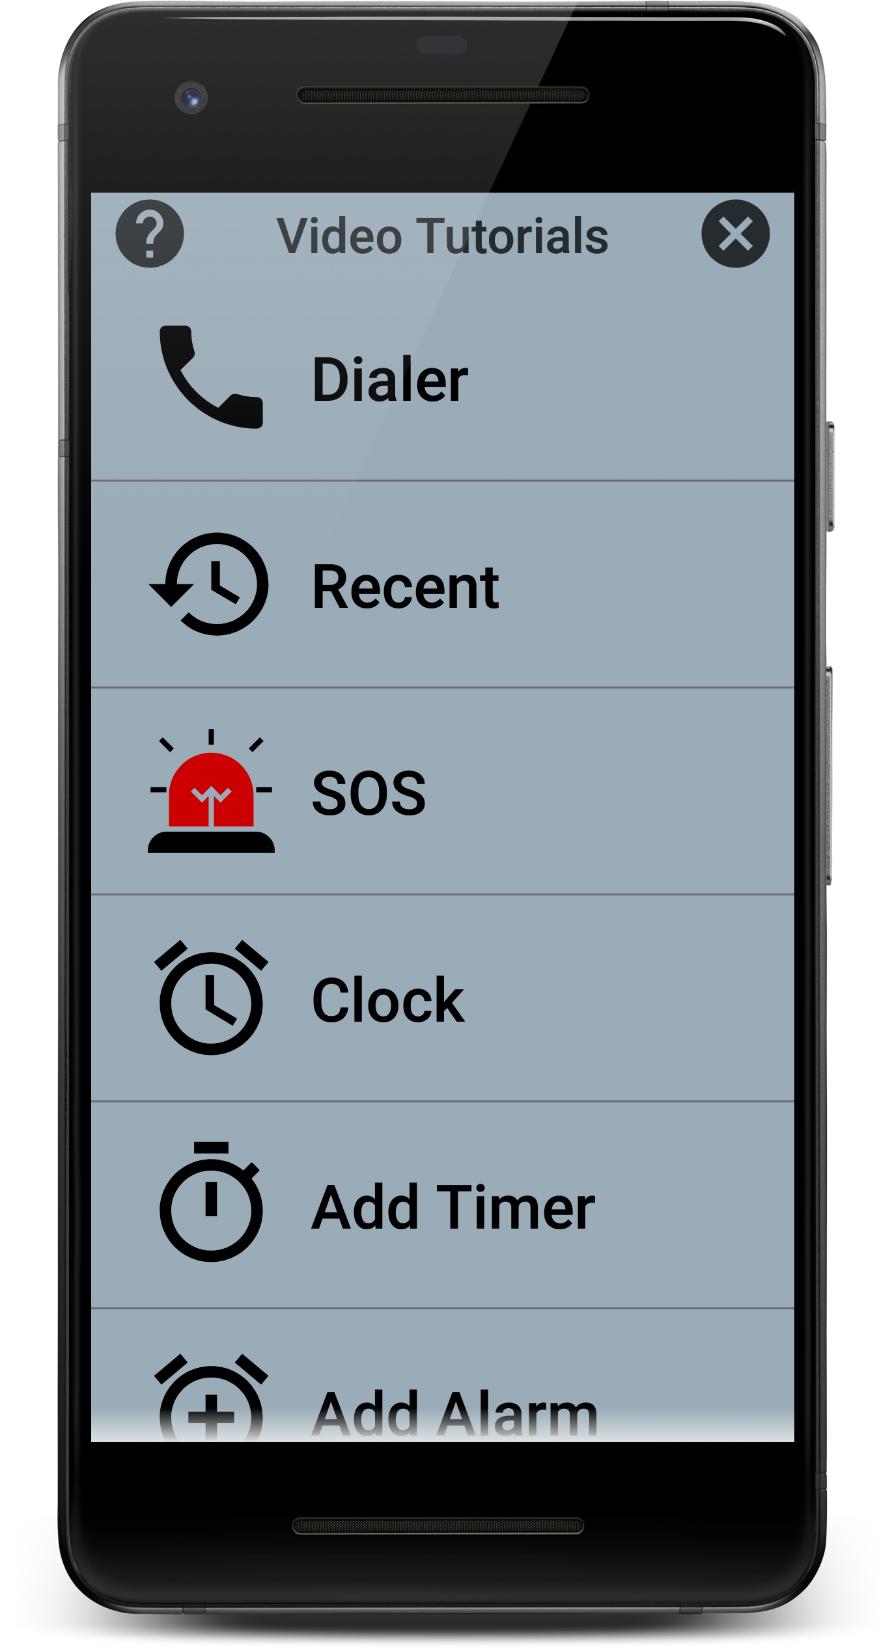 Video Tutorials
Dialer
Recent
SOS
Clock
Add Timer
Add Alarm